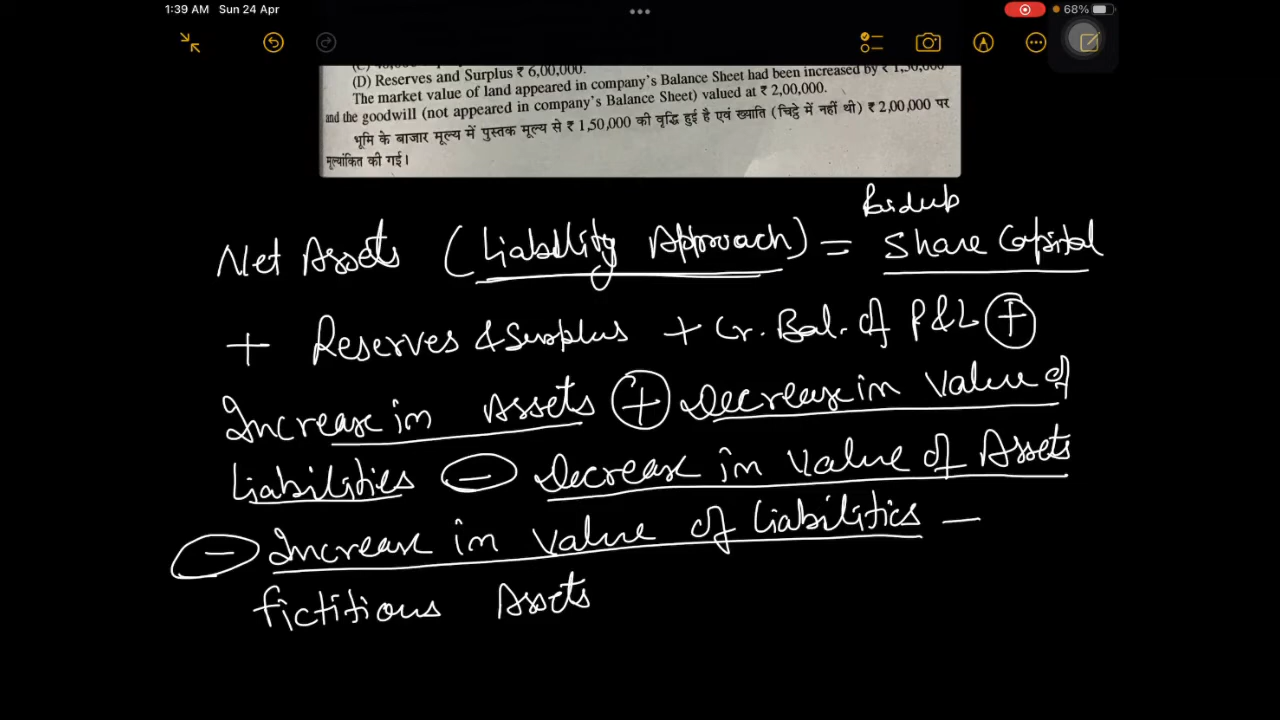 1:39 AM Sun 24 Apr
68%
(D) Reserves and Surplus ₹ 6,00,000.
The market value of land appeared in company's Balance Sheet had been increased by ₹ 1,50,000
and the goodwill (not appeared in company's Balance Sheet) valued at ₹ 2,00,000.
भूमि के बाजार मूल्य में पुस्तक मूल्य से ₹ 1,50,000 की वृद्धि हुई है एवं ख्याति (चिट्ठे में नहीं थी) ₹ 2,00,000 पर
मूल्यांकित की गई।
Paidup
Net Assets (Liability Approach) = Share Capital
+ Reserves & Surplus + Cr. Bal. of P&L +
Increase in Assets + Decrease in Value of
Liabilities - Decrease in Value of Assets
- Increase in Value of Liabilities -
fictitious Assets